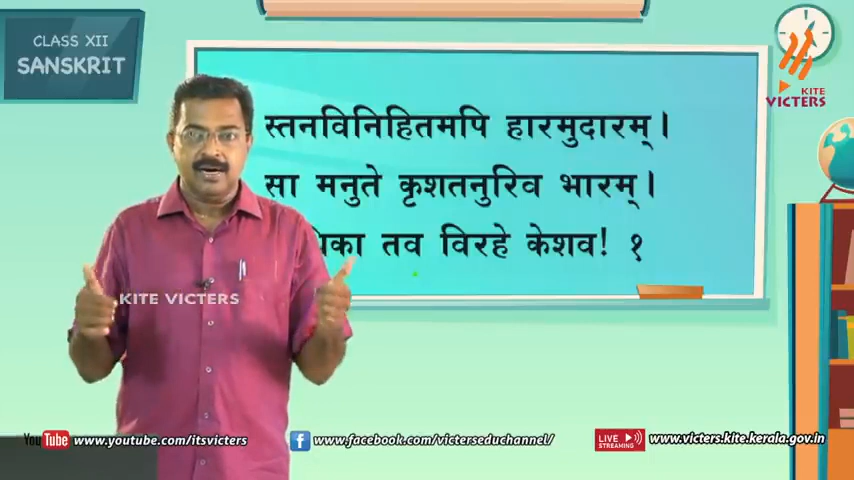 CLASS XII
SANSKRIT
KITE
VICTERS
स्तनविनिहितमपि हारमुदारम्।
सा मनुते कृशतनुरिव भारम्।
तव विरहे केशव! १
KITE VICTERS
YouTube www.youtube.com/itsvicters
f www.facebook.com/victerseduchannel/
LIVE
STREAMING
www.victers.kite.kerala.gov.in